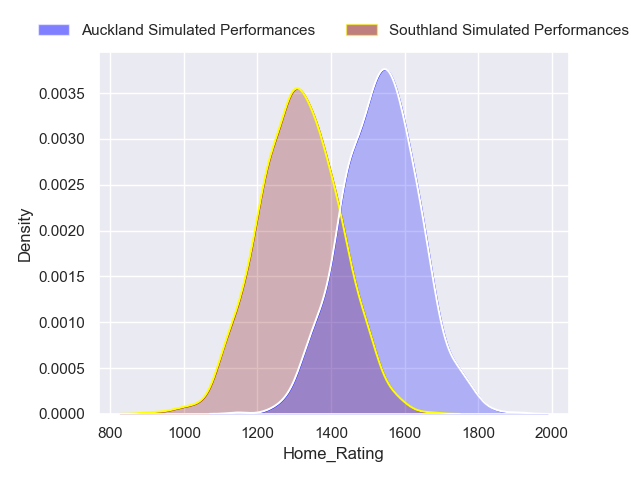 Auckland Simulated Performances
Southland Simulated Performances
0.0035
0.0030
0.0025
0.0020
0.0015
0.0010
0.0005
0.0000
Density
800 1000 1200 1400 1600 1800 2000
Home_Rating